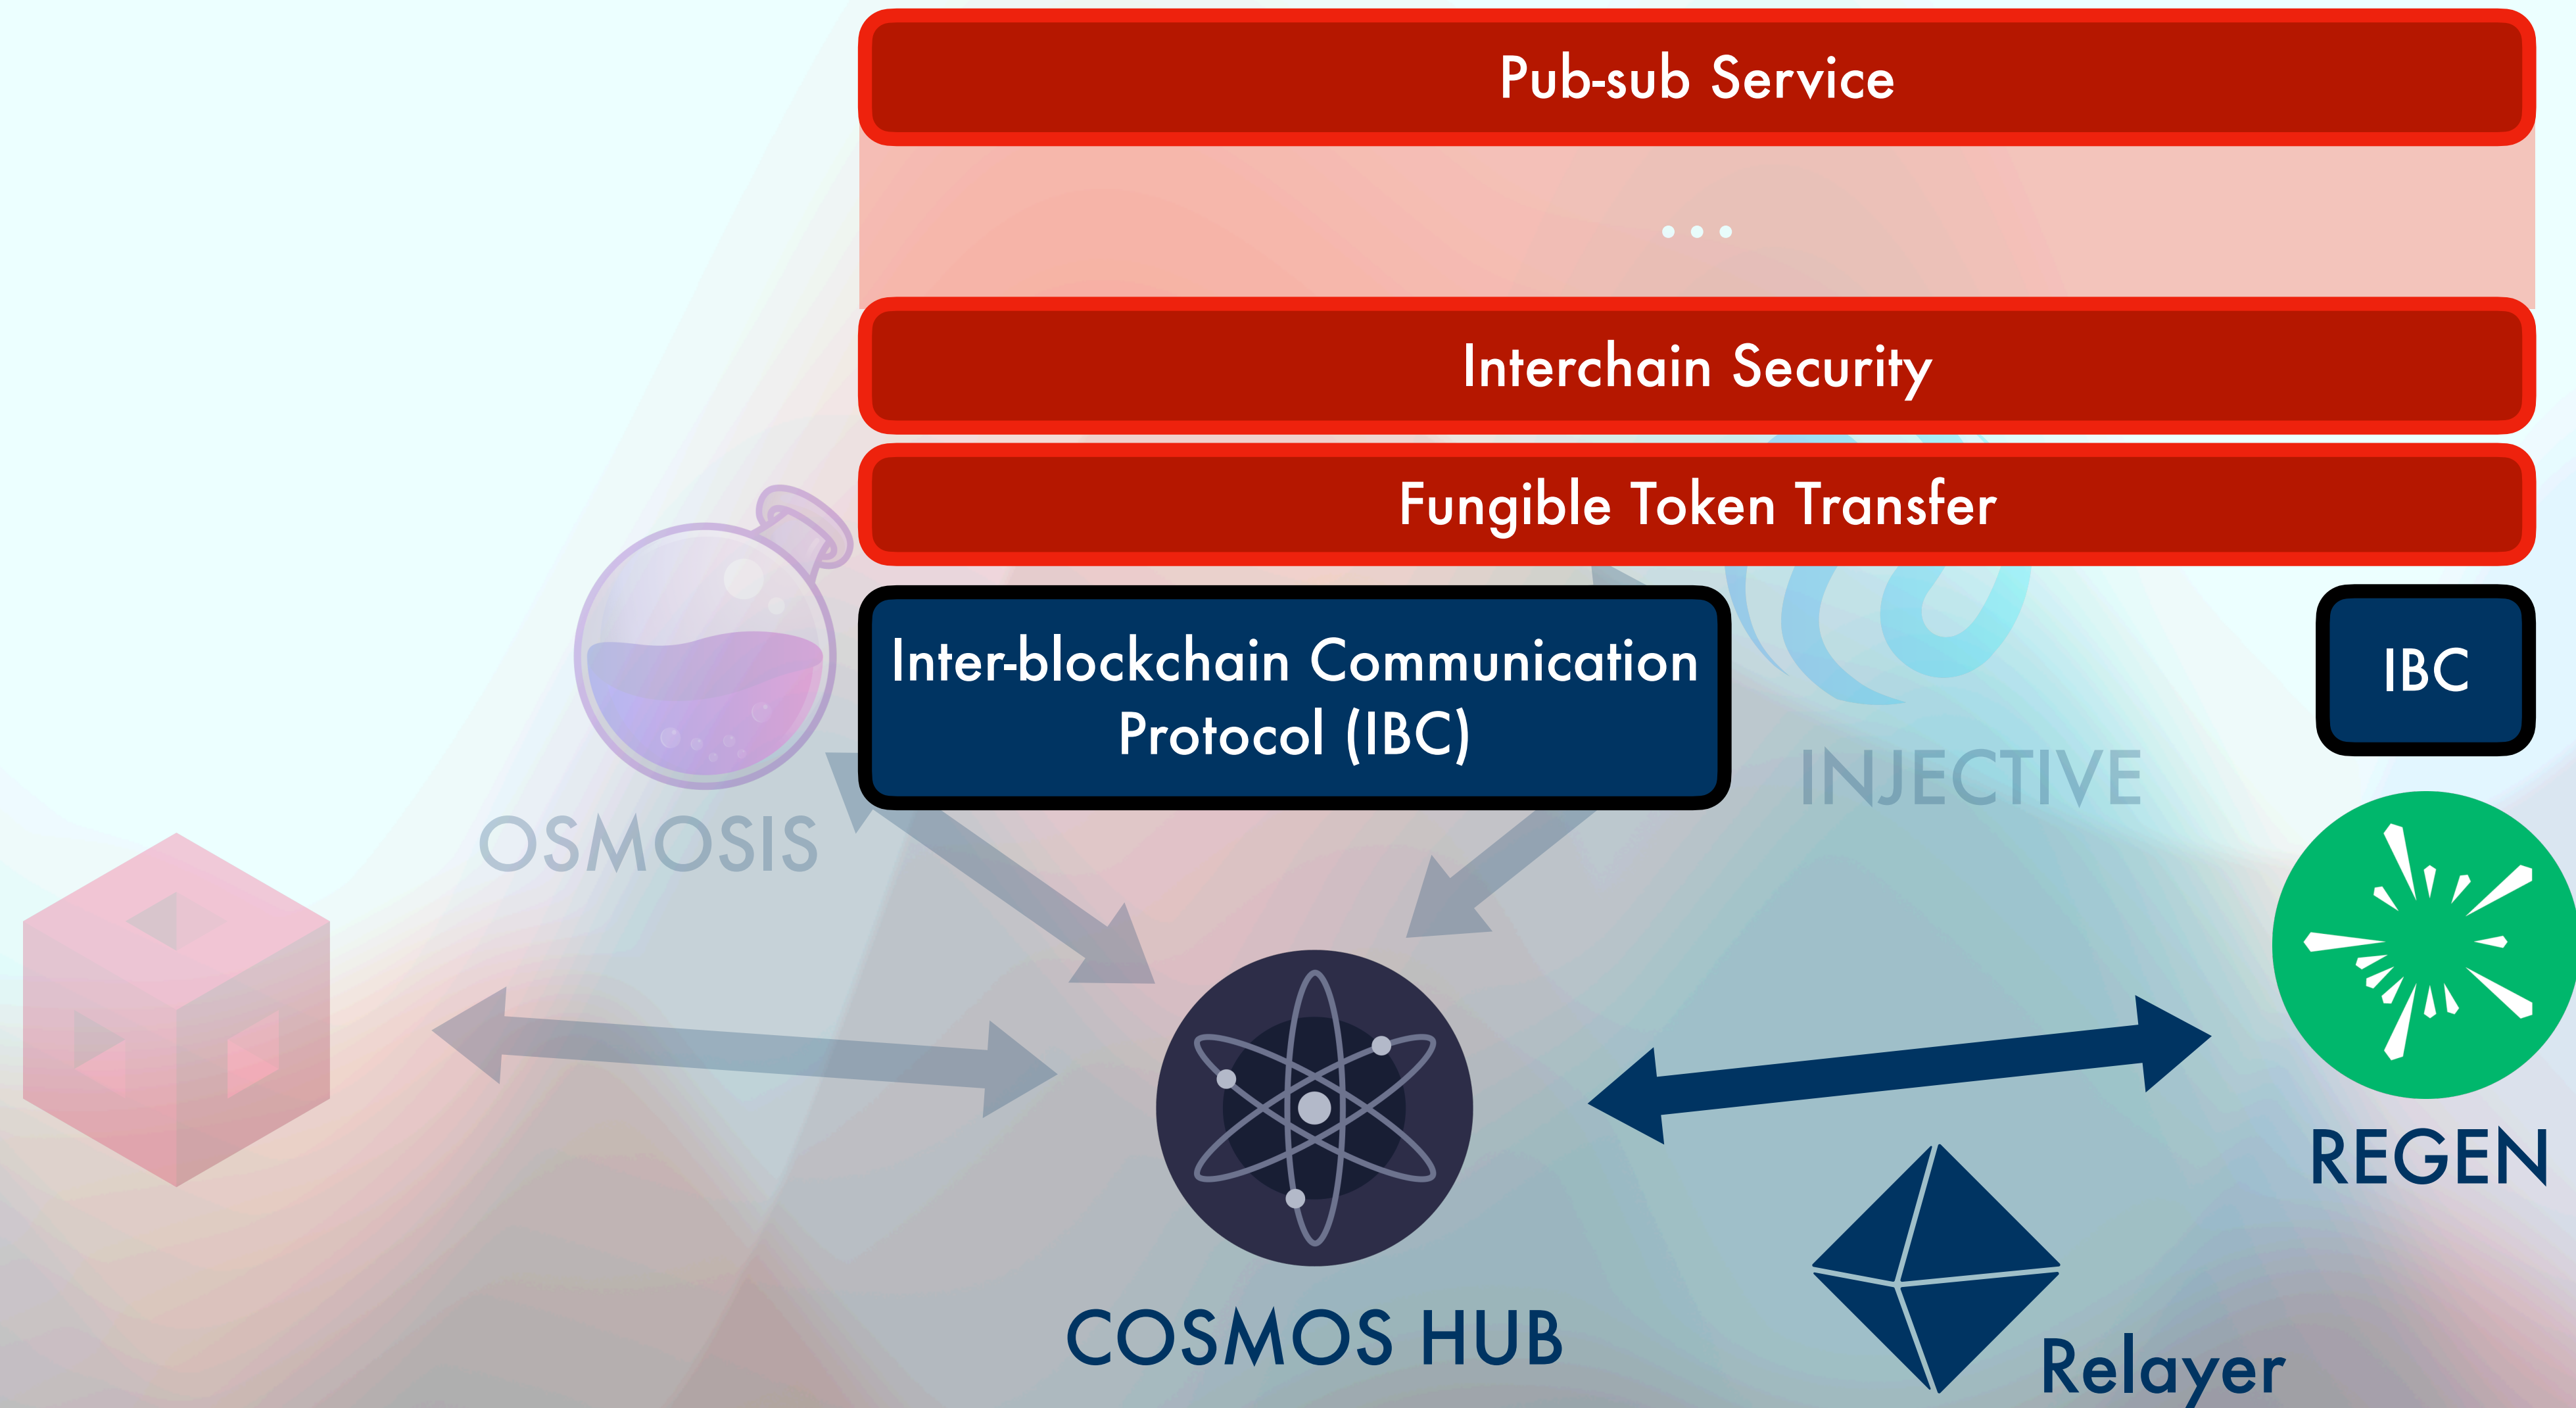 Pub-sub Service
...
Interchain Security
Fungible Token Transfer
Inter-blockchain Communication
Protocol (IBC)
IBC
INJECTIVE
OSMOSIS
REGEN
COSMOS HUB
Relayer